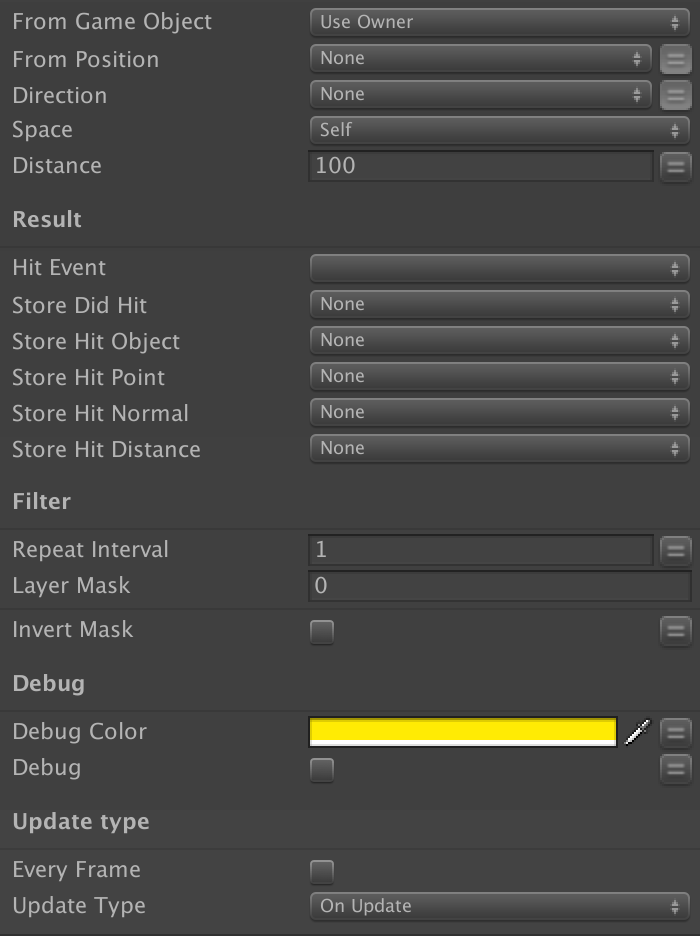 From Game Object Use Owner
From Position None
Direction None
Space Self
Distance 100
Result
Hit Event
Store Did Hit None
Store Hit Object None
Store Hit Point None
Store Hit Normal None
Store Hit Distance None
Filter
Repeat Interval 1
Layer Mask 0
Invert Mask
Debug
Debug Color
Debug
Update type
Every Frame
Update Type On Update